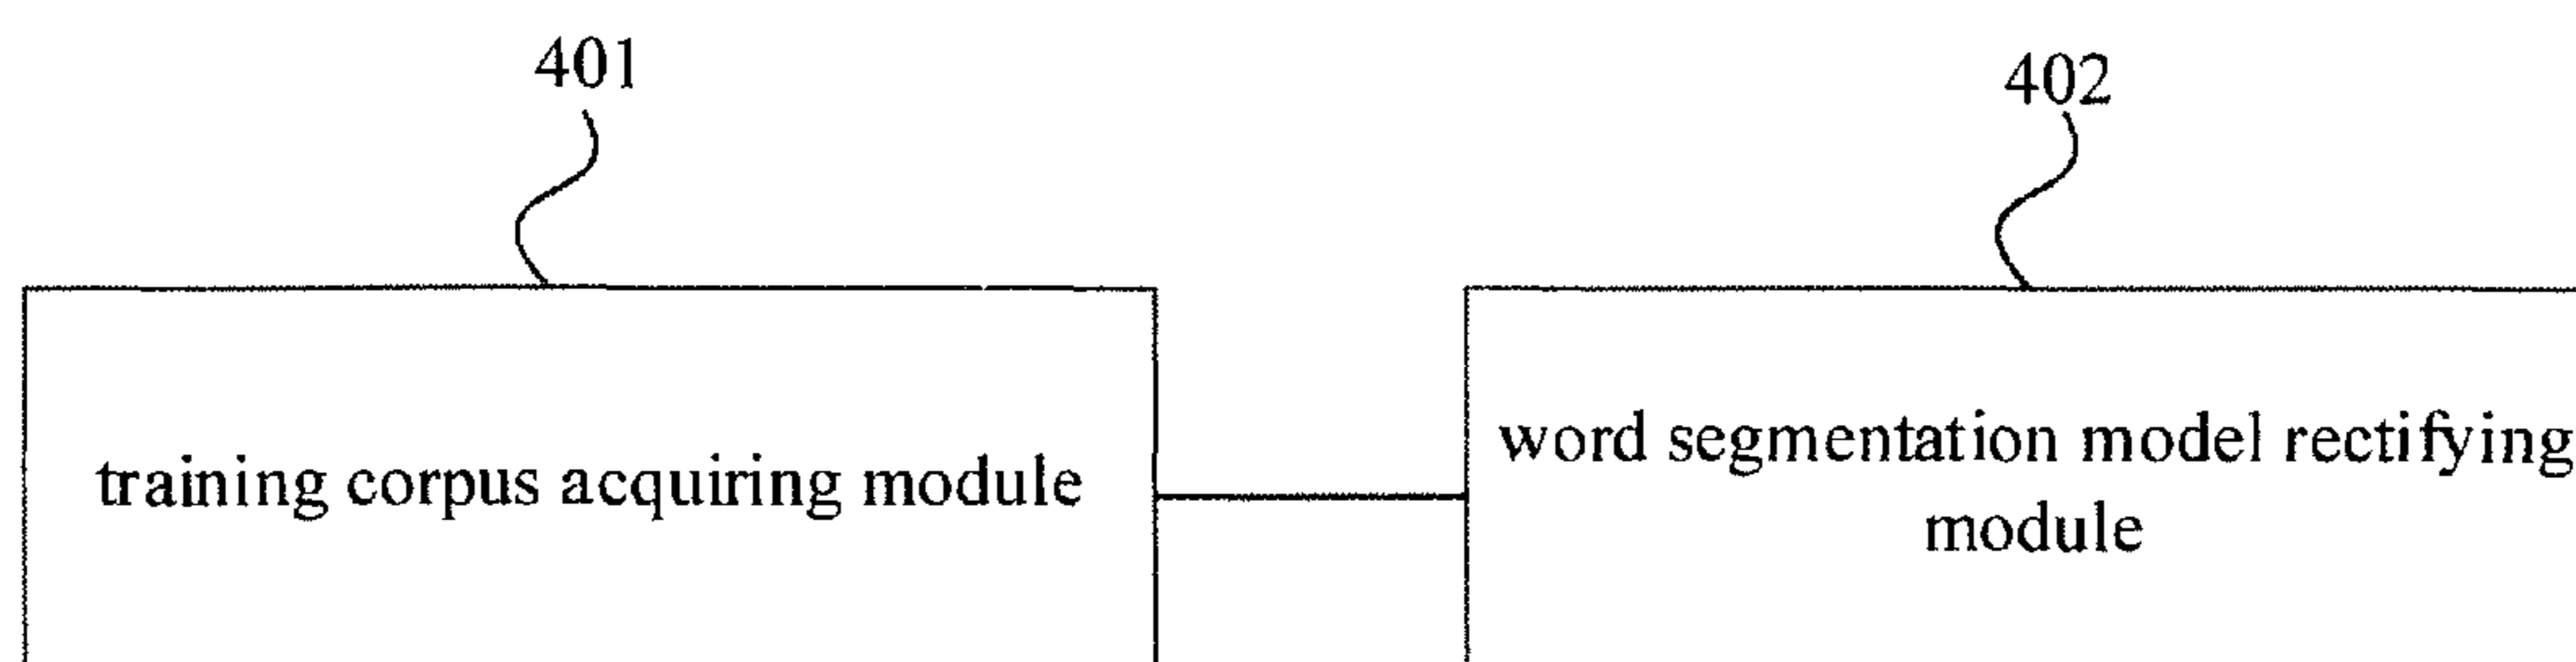 401
402
training corpus acquiring module
word segmentation model rectifying
module